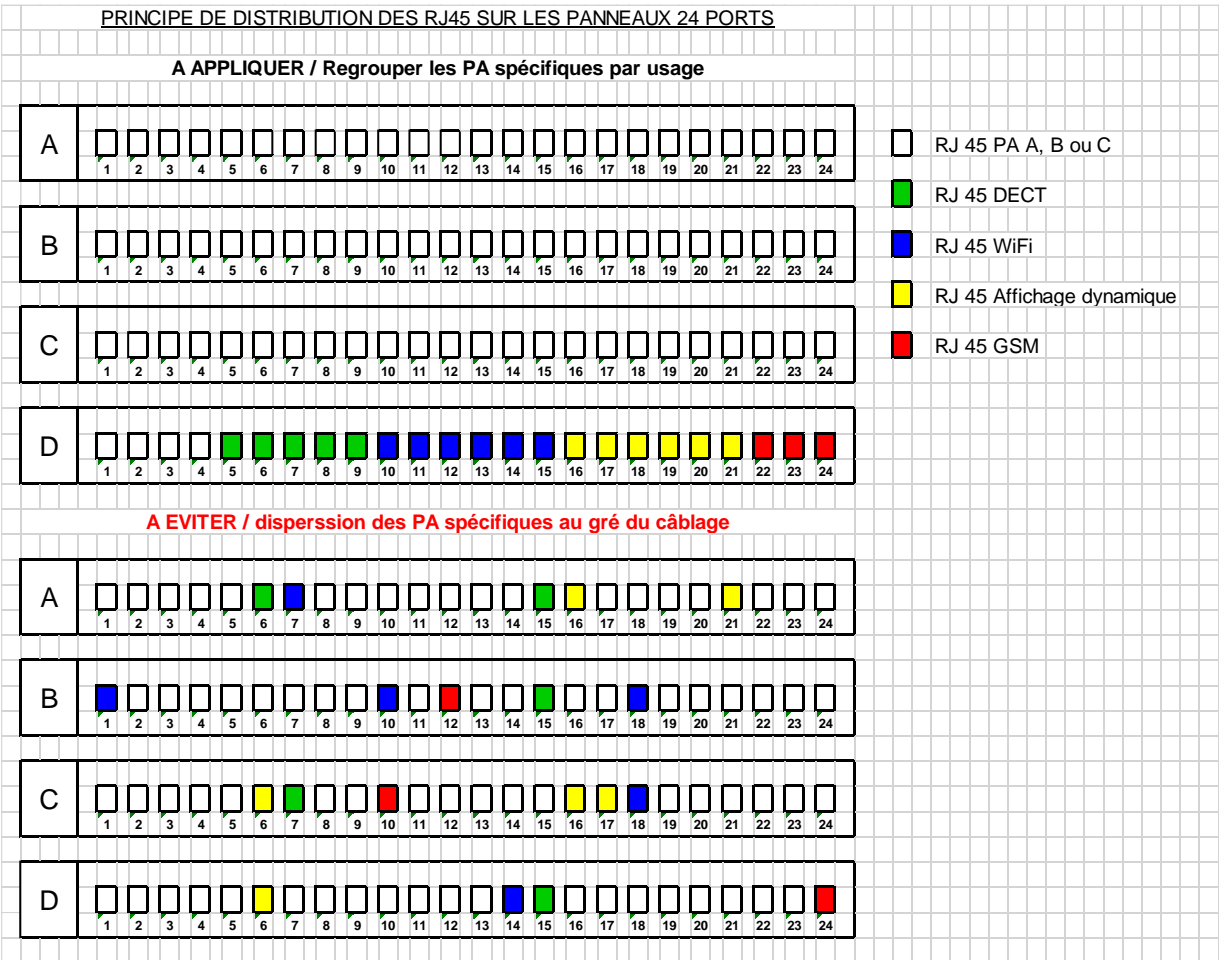 PRINCIPE DE DISTRIBUTION DES RJ45 SUR LES PANNEAUX 24 PORTS
A APPLIQUER / Regrouper les PA spécifiques par usage
A
1 2 3 4 5 6 7 8 9 10 11 12 13 14 15 16 17 18 19 20 21 22 23 24
RJ 45 PA A, B ou C
RJ 45 DECT
B
1 2 3 4 5 6 7 8 9 10 11 12 13 14 15 16 17 18 19 20 21 22 23 24
RJ 45 WiFi
RJ 45 Affichage dynamique
C
1 2 3 4 5 6 7 8 9 10 11 12 13 14 15 16 17 18 19 20 21 22 23 24
RJ 45 GSM
D
1 2 3 4 5 6 7 8 9 10 11 12 13 14 15 16 17 18 19 20 21 22 23 24
A EVITER / disperssion des PA spécifiques au gré du câblage
A
1 2 3 4 5 6 7 8 9 10 11 12 13 14 15 16 17 18 19 20 21 22 23 24
B
1 2 3 4 5 6 7 8 9 10 11 12 13 14 15 16 17 18 19 20 21 22 23 24
C
1 2 3 4 5 6 7 8 9 10 11 12 13 14 15 16 17 18 19 20 21 22 23 24
D
1 2 3 4 5 6 7 8 9 10 11 12 13 14 15 16 17 18 19 20 21 22 23 24